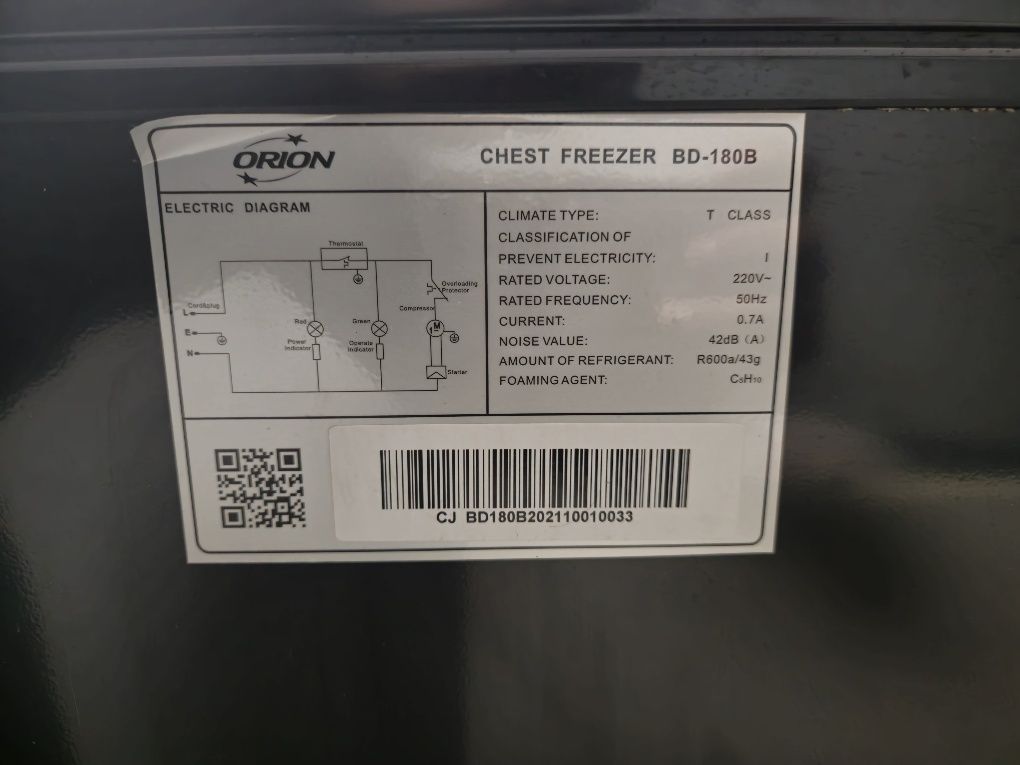 ORION
CHEST FREEZER BD-180B
ELECTRIC DIAGRAM
Thermostat
Overloading
Protector
Cord&plug
Compressor
L
Red
Green
M
1~
E
Power
Indicator
Operate
Indicator
N
Starter
CLIMATE TYPE: T CLASS
CLASSIFICATION OF
PREVENT ELECTRICITY: I
RATED VOLTAGE: 220V~
RATED FREQUENCY: 50Hz
CURRENT: 0.7A
NOISE VALUE: 42dB (A)
AMOUNT OF REFRIGERANT: R600a/43g
FOAMING AGENT: C₅H₁₀
CJ BD180B202110010033